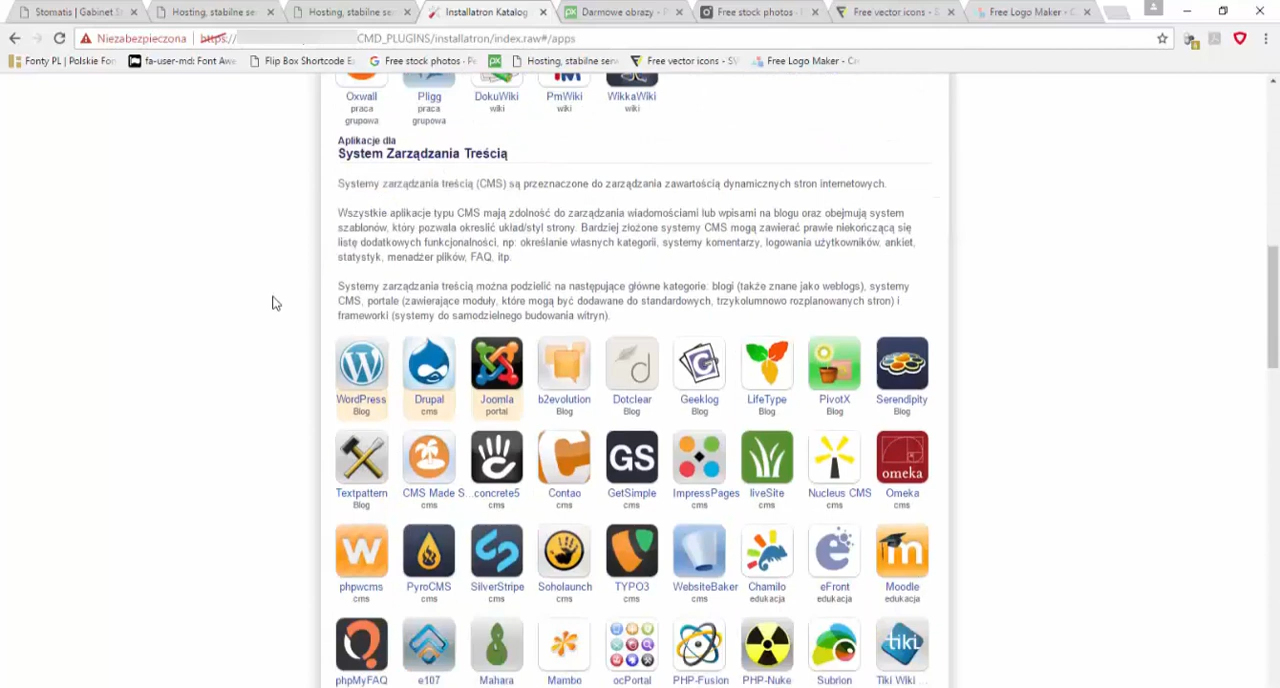 Stomatis | Gabinet S
Hosting, stabilne se
Hosting, stabilne se
Installatron Katalog
Darmowe obrazy - P
Free stock photos · P
Free vector icons - S
Free Logo Maker - C
Niezabezpieczona https:// CMD_PLUGINS/installatron/index.raw#/apps
Fonty PL | Polskie Fon
fa-user-md: Font Awe
Flip Box Shortcode E
Free stock photos · Pe
px
Hosting, stabilne serw
Free vector icons - SV
Free Logo Maker - Cr
Oxwall Pligg DokuWiki PmWiki WikkaWiki
praca praca wiki wiki wiki
grupowa grupowa
Aplikacje dla
System Zarządzania Treścią
Systemy zarządzania treścią (CMS) są przeznaczone do zarządzania zawartością dynamicznych stron internetowych.
Wszystkie aplikacje typu CMS mają zdolność do zarządzania wiadomościami lub wpisami na blogu oraz obejmują system
szablonów, który pozwala określić układ/styl strony. Bardziej złożone systemy CMS mogą zawierać prawie niekończącą się
listę dodatkowych funkcjonalności, np: określanie własnych kategorii, systemy komentarzy, logowania użytkowników, ankiet,
statystyk, menadżer plików, FAQ, itp.
Systemy zarządzania treścią można podzielić na następujące główne kategorie: blogi (także znane jako weblogs), systemy
CMS, portale (zawierające moduły, które mogą być dodawane do standardowych, trzykolumnowo rozplanowanych stron) i
frameworki (systemy do samodzielnego budowania witryn).
WordPress Drupal Joomla b2evolution Dotclear Geeklog LifeType PivotX Serendipity
Blog cms portal Blog Blog Blog Blog Blog Blog
GS
omeka
Textpattern CMS Made S... concrete5 Contao GetSimple ImpressPages liveSite Nucleus CMS Omeka
Blog cms cms cms cms cms cms cms cms
phpwcms PyroCMS SilverStripe Soholaunch TYPO3 WebsiteBaker Chamilo eFront Moodle
cms cms cms cms cms cms edukacja edukacja edukacja
tiki
phpMyFAQ e107 Mahara Mambo ocPortal PHP-Fusion PHP-Nuke Subrion Tiki Wiki ...